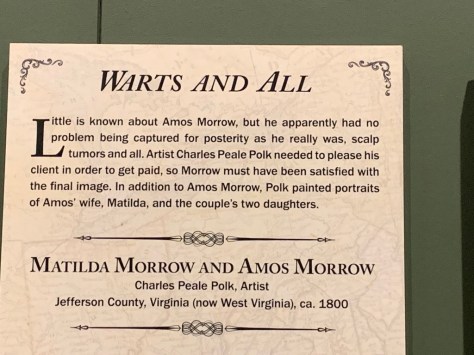 WARTS AND ALL
Little is known about Amos Morrow, but he apparently had no
problem being captured for posterity as he really was, scalp
tumors and all. Artist Charles Peale Polk needed to please his
client in order to get paid, so Morrow must have been satisfied with
the final image. In addition to Amos Morrow, Polk painted portraits
of Amos' wife, Matilda, and the couple's two daughters.
MATILDA MORROW AND AMOS MORROW
Charles Peale Polk, Artist
Jefferson County, Virginia (now West Virginia), ca. 1800